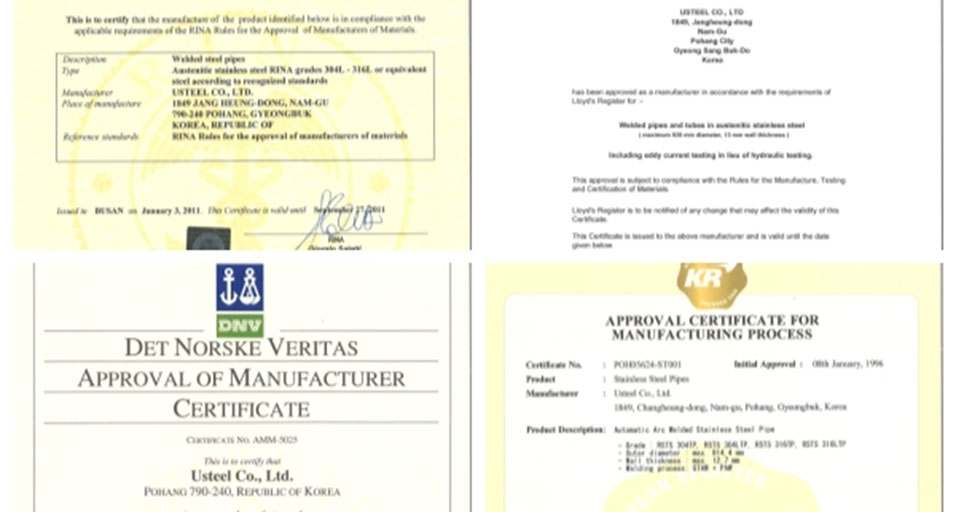 This is to certify that the manufacture of the product identified below is in compliance with the
applicable requirements of the RINA Rules for the Approval of Manufacturers of Materials.
Description Welded steel pipes
Type Austenitic stainless steel RINA grades 304L - 316L or equivalent
steel according to recognized standards
Manufacturer USTEEL CO., LTD.
Place of manufacture 1849 JANG HEUNG-DONG, NAM-GU
790-240 POHANG, GYEONGBUK
KOREA, REPUBLIC OF
Reference standards RINA Rules for the approval of manufacturers of materials
Issued in BUSAN on January 3, 2011. This Certificate is valid until September 17, 2011
RINA
USTEEL CO., LTD
1849, Jangheung-dong
Nam-Gu
Pohang City
Gyeong Sang Buk-Do
Korea
has been approved as a manufacturer in accordance with the requirements of
Lloyd's Register for :-
Welded pipes and tubes in austenitic stainless steel
diameter, wall thickness )
Including eddy current testing in lieu of hydraulic testing.
This approval is subject to compliance with the Rules for the Manufacture, Testing
and Certification of Materials.
Lloyd's Register is to be notified of any change that may affect the validity of this
Certificate.
This Certificate is issued to the above manufacturer and is valid until the date
given below.
DNV
DET NORSKE VERITAS
APPROVAL OF MANUFACTURER
CERTIFICATE
CERTIFICATE NO. AMM-5025
This is to certify that
Usteel Co., Ltd.
POHANG 790-240, REPUBLIC OF KOREA
KR
APPROVAL CERTIFICATE FOR
MANUFACTURING PROCESS
Certificate No. : POH05624-ST001 Initial Approval : 08th January, 1996
Product : Stainless Steel Pipes
Manufacturer : Usteel Co., Ltd.
1849, Changheung-dong, Nam-gu, Pohang, Gyeongbuk, Korea
Product Description: Automatic Arc Welded Stainless Steel Pipe
- Grade : RSTS 304TP, RSTS 304LTP, RSTS 316TP, RSTS 316LTP
- Outer diameter : max. 914.4 mm
- Wall thickness : max. 12.7 mm
- Welding process: GTAW + PAW